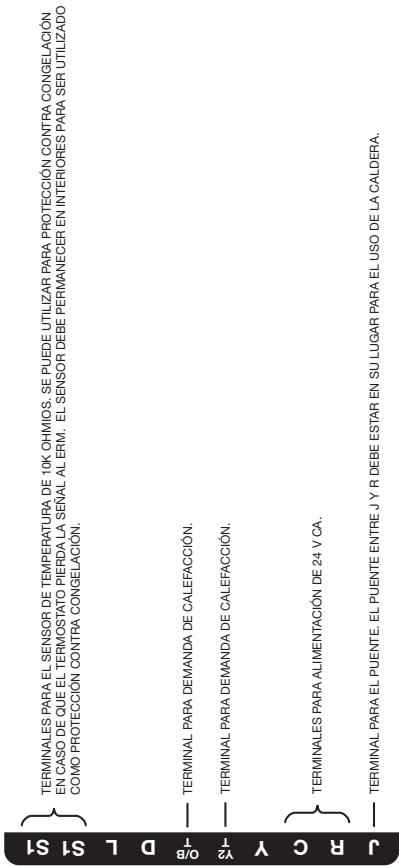 S1
S1
TERMINALES PARA EL SENSOR DE TEMPERATURA DE 10K OHMIOS. SE PUEDE UTILIZAR PARA PROTECCIÓN CONTRA CONGELACIÓN
EN CASO DE QUE EL TERMOSTATO PIERDA LA SEÑAL AL ERM. EL SENSOR DEBE PERMANECER EN INTERIORES PARA SER UTILIZADO
COMO PROTECCIÓN CONTRA CONGELACIÓN.
L
D
O/B
T
TERMINAL PARA DEMANDA DE CALEFACCIÓN.
Y2
T
TERMINAL PARA DEMANDA DE CALEFACCIÓN.
Y
C
R
TERMINALES PARA ALIMENTACIÓN DE 24 V CA.
J
TERMINAL PARA EL PUENTE. EL PUENTE ENTRE J Y R DEBE ESTAR EN SU LUGAR PARA EL USO DE LA CALDERA.